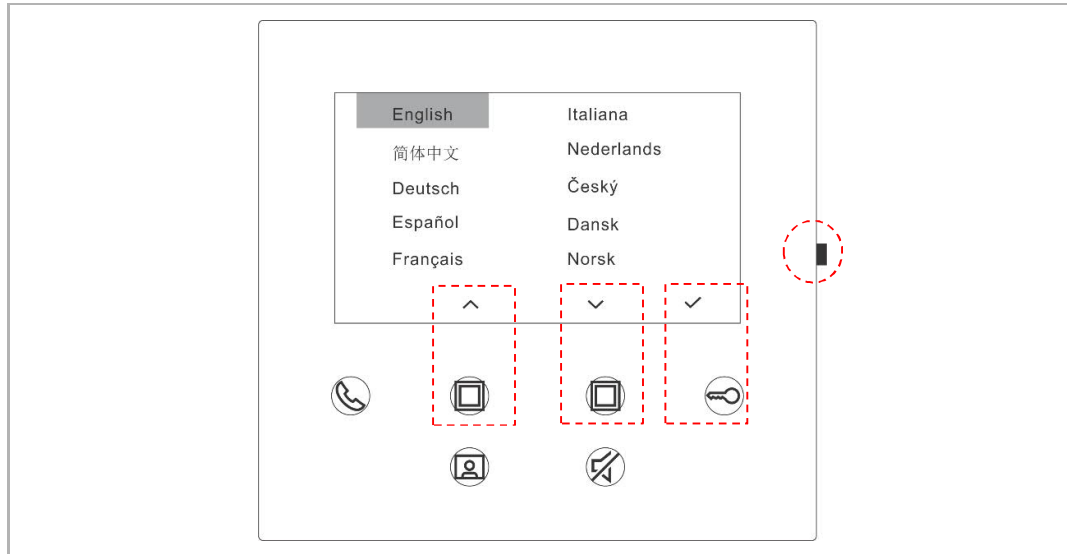 English
简体中文
Deutsch
Español
Français
Italiana
Nederlands
Český
Dansk
Norsk